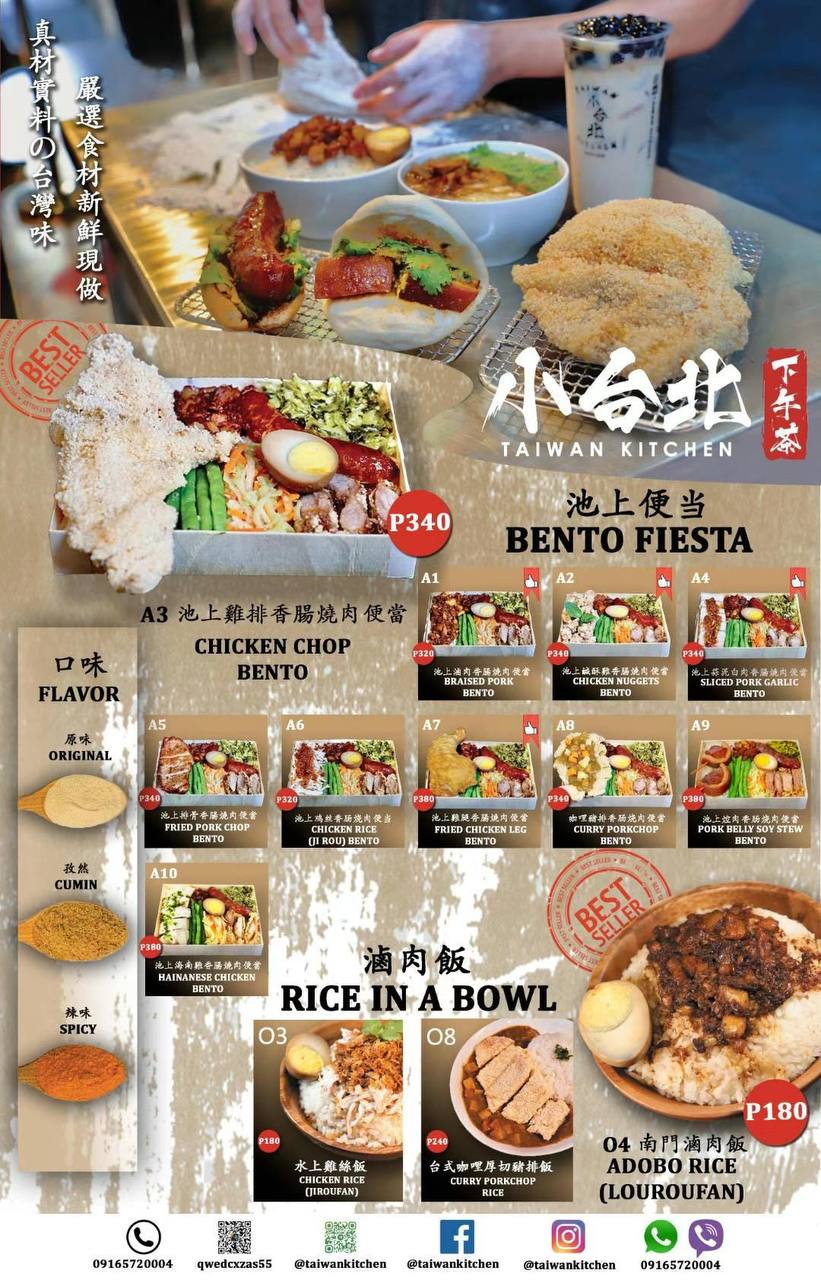 真材實料の台灣味
嚴選食材新鮮現做
小台北
下午茶
TAIWAN KITCHEN
BEST SELLER
P340
A3 池上雞排香腸燒肉便當
CHICKEN CHOP
BENTO
池上便当
BENTO FIESTA
A1
P320
池上滷肉香腸燒肉便當
BRAISED PORK
BENTO
A2
P340
池上鹹酥雞香腸燒肉便當
CHICKEN NUGGETS
BENTO
A4
P340
池上蒜泥白肉香腸燒肉便當
SLICED PORK GARLIC
BENTO
口味
FLAVOR
原味
ORIGINAL
孜然
CUMIN
辣味
SPICY
A5
P340
池上排骨香腸燒肉便當
FRIED PORK CHOP
BENTO
A6
P320
池上鸡丝香肠烧肉便当
CHICKEN RICE
(JI ROU) BENTO
A7
P380
池上雞腿香腸燒肉便當
FRIED CHICKEN LEG
BENTO
A8
P340
咖哩豬排香腸燒肉便當
CURRY PORKCHOP
BENTO
A9
P380
池上焢肉香肠烧肉便當
PORK BELLY SOY STEW
BENTO
A10
P380
池上海南雞香腸燒肉便當
HAINANESE CHICKEN
BENTO
滷肉飯
RICE IN A BOWL
O3
P180
水上雞絲飯
CHICKEN RICE
(JIROUFAN)
O8
P240
台式咖哩厚切豬排飯
CURRY PORKCHOP
RICE
BEST SELLER
P180
O4 南門滷肉飯
ADOBO RICE
(LOUROUFAN)
09165720004
qwedcxzas55
@taiwankitchen
@taiwankitchen
@taiwankitchen
09165720004